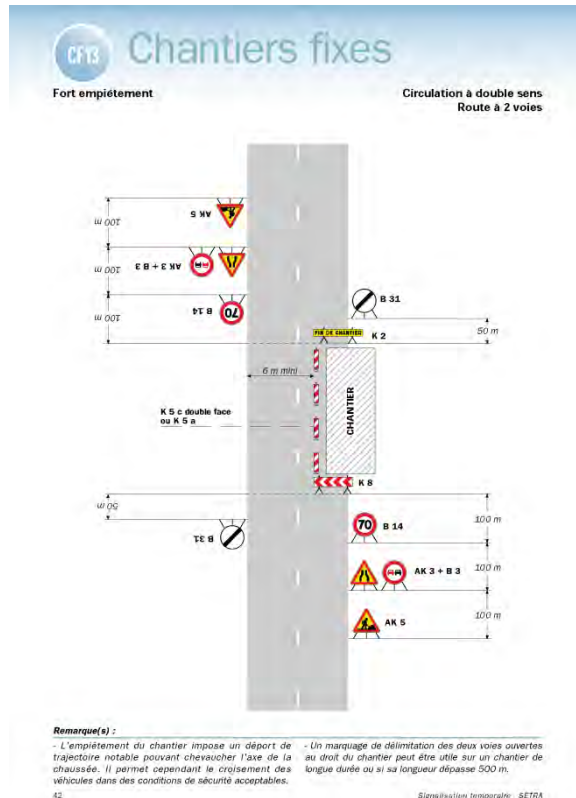 CF13
Chantiers fixes
Fort empiétement
Circulation à double sens
Route à 2 voies
100 m
AK 5
100 m
AK 3 + B 3
100 m
70
B 14
B 31
50 m
FIN DE CHANTIER
K 2
6 m mini
K 5 c double face
ou K 5 a
CHANTIER
K 8
50 m
B 31
70
B 14
100 m
AK 3 + B 3
100 m
AK 5
100 m
Remarque(s) :
- L'empiétement du chantier impose un déport de
trajectoire notable pouvant chevaucher l'axe de la
chaussée. Il permet cependant le croisement des
véhicules dans des conditions de sécurité acceptables.
- Un marquage de délimitation des deux voies ouvertes
au droit du chantier peut être utile sur un chantier de
longue durée ou si sa longueur dépasse 500 m.
42
Signalisation temporaire SETRA